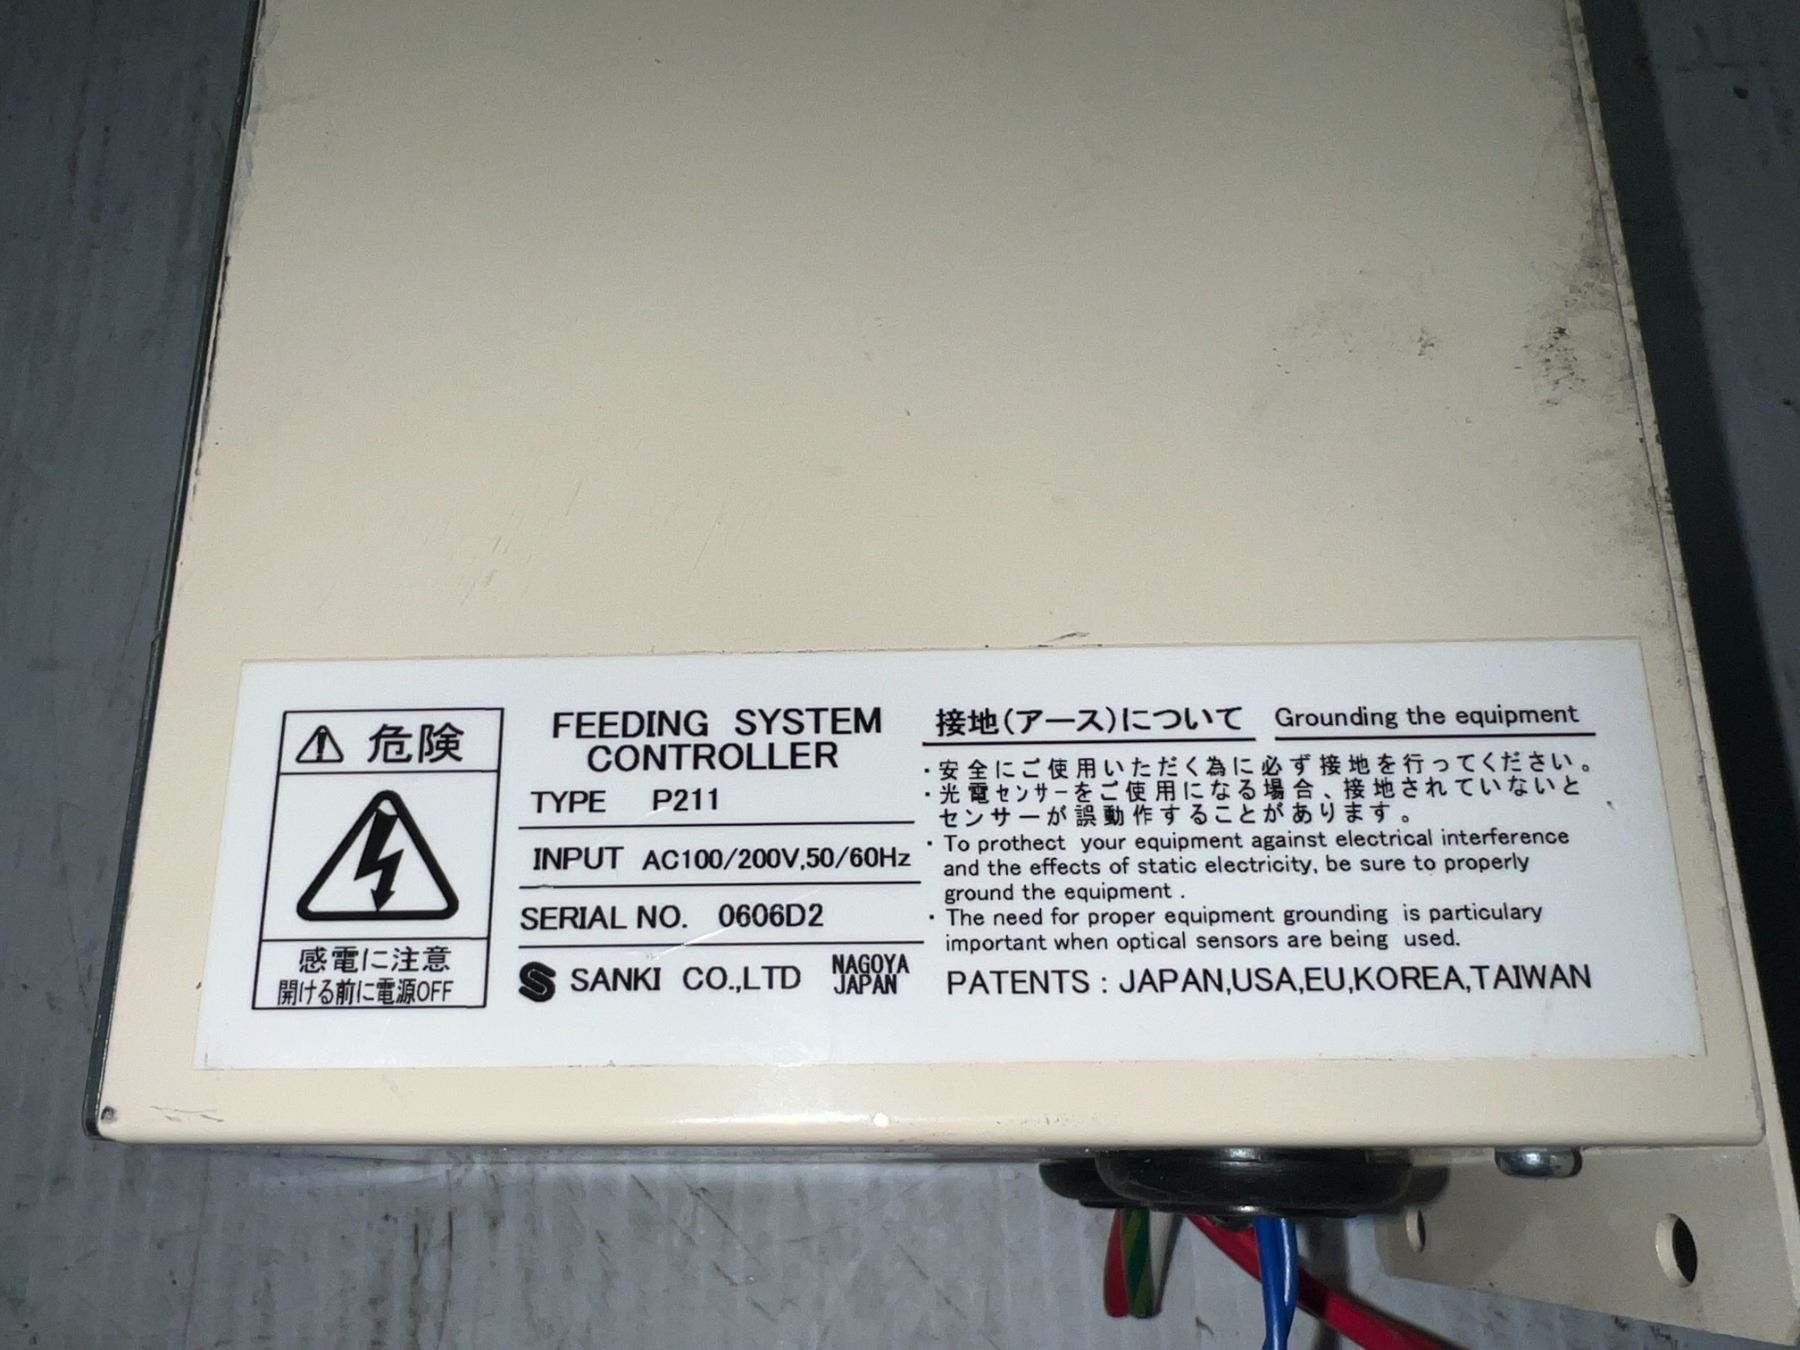 危険
感電に注意
開ける前に電源OFF
FEEDING SYSTEM
CONTROLLER
TYPE P211
INPUT AC100/200V,50/60Hz
SERIAL NO. 0606D2
SANKI CO.,LTD NAGOYA JAPAN
接地(アース)について Grounding the equipment
・安全にご使用いただく為に必ず接地を行ってください。
・光電センサーをご使用になる場合、接地されていないと
センサーが誤動作することがあります。
・To prothect your equipment against electrical interference
and the effects of static electricity, be sure to properly
ground the equipment .
・The need for proper equipment grounding is particulary
important when optical sensors are being used.
PATENTS : JAPAN,USA,EU,KOREA,TAIWAN